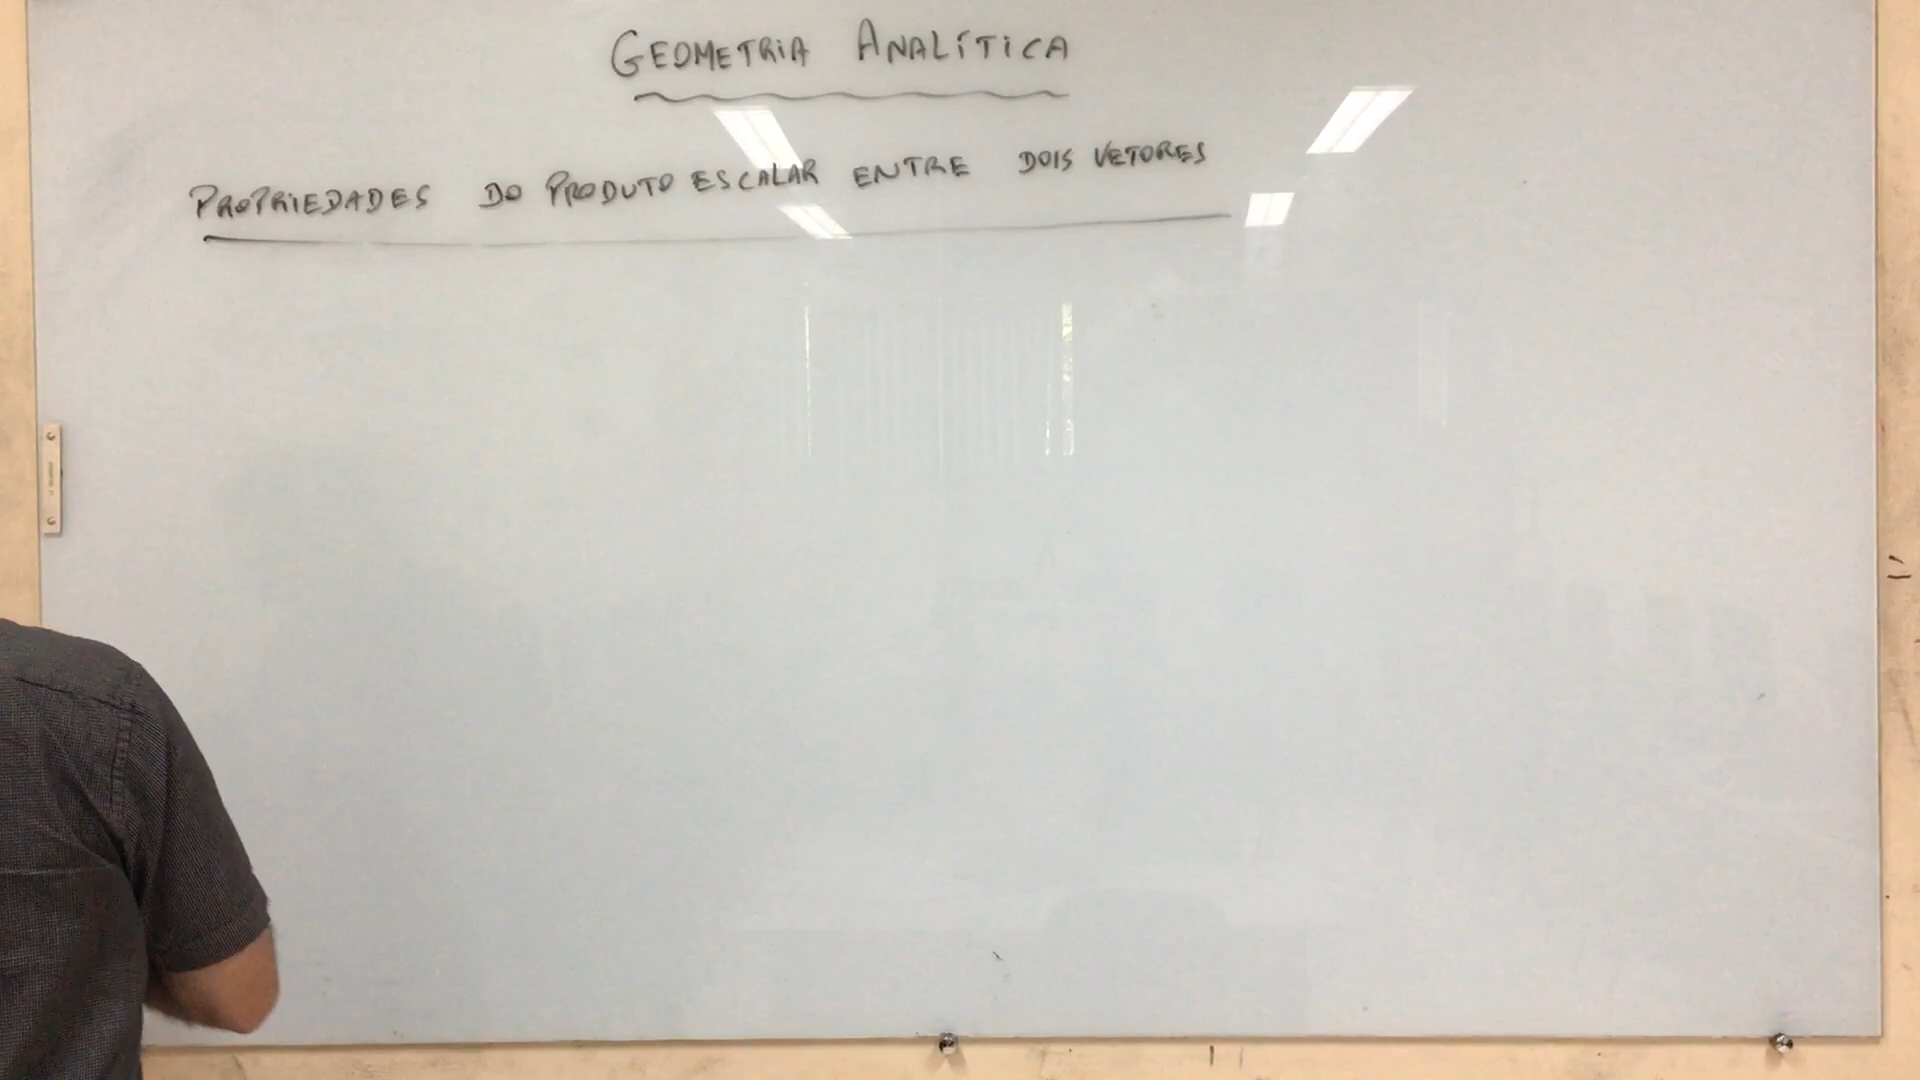 GEOMETRIA ANALÍTICA
PROPRIEDADES DO PRODUTO ESCALAR ENTRE DOIS VETORES